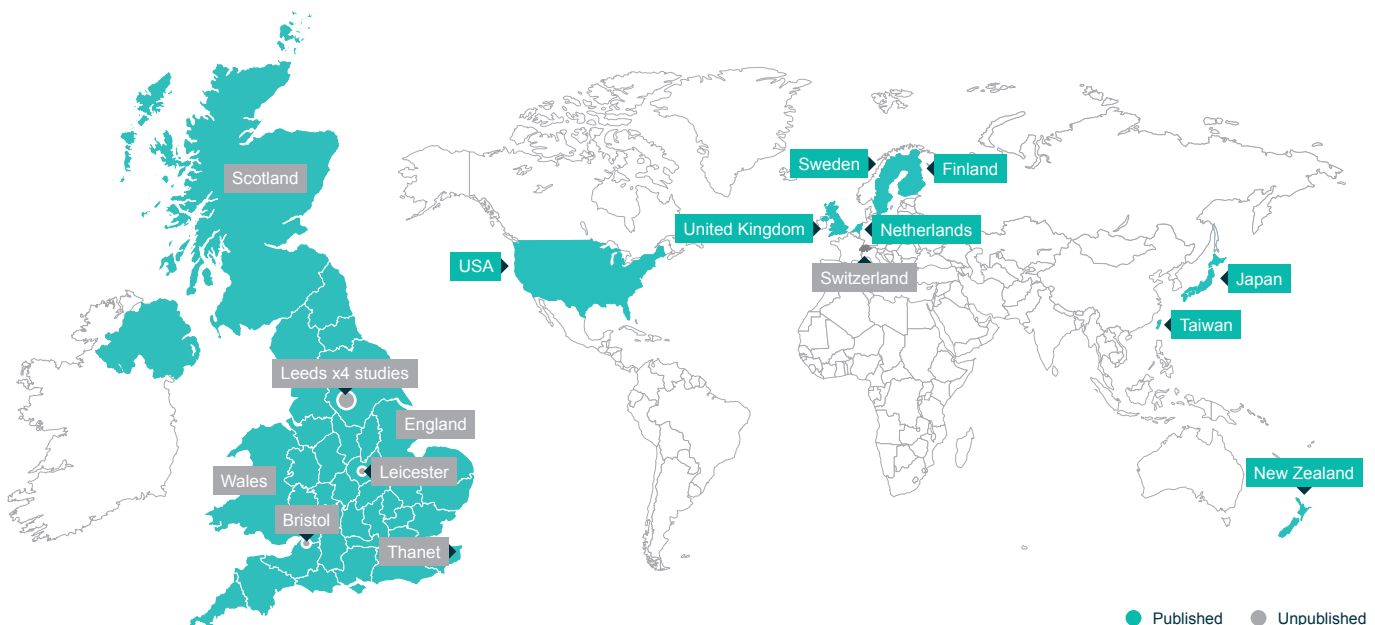 Scotland
Leeds x4 studies
England
Wales
Leicester
Bristol
Thanet
Sweden
Finland
United Kingdom
Netherlands
USA
Switzerland
Japan
Taiwan
New Zealand
Published
Unpublished